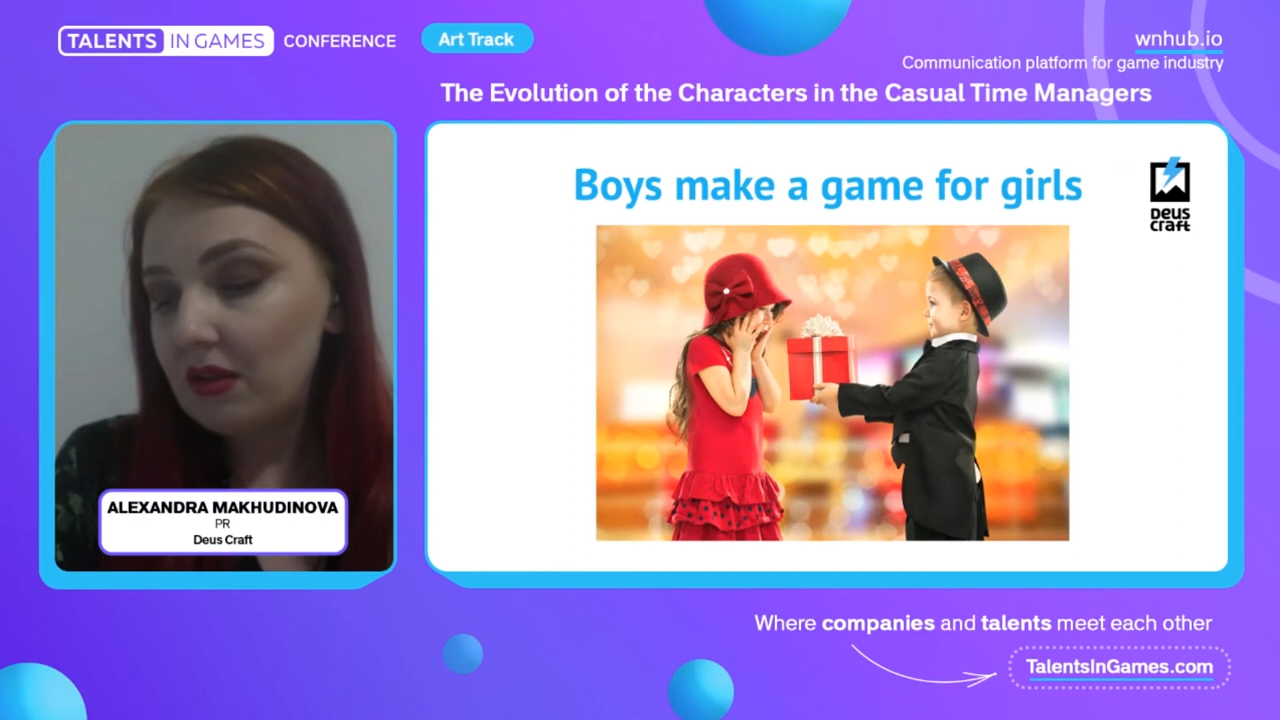 TALENTS IN GAMES CONFERENCE
Art Track
wnhub.io
Communication platform for game industry
The Evolution of the Characters in the Casual Time Managers
Boys make a game for girls
DEUS
CRAFT
ALEXANDRA MAKHUDINOVA
PR
Deus Craft
Where companies and talents meet each other
TalentsInGames.com